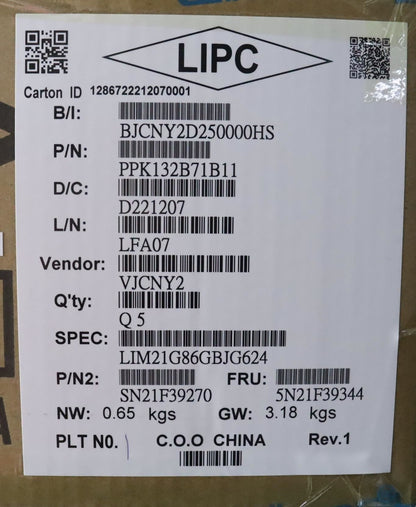 LIPC
Carton ID 1286722212070001
B/I:
BJCNY2D250000HS
P/N:
PPK132B71B11
D/C:
D221207
L/N:
LFA07
Vendor:
VJCNY2
Q'ty:
Q 5
SPEC:
LIM21G86GBJG624
P/N2: FRU:
SN21F39270 5N21F39344
NW: 0.65 kgs GW: 3.18 kgs
PLT N0. 1 C.O.O CHINA Rev.1